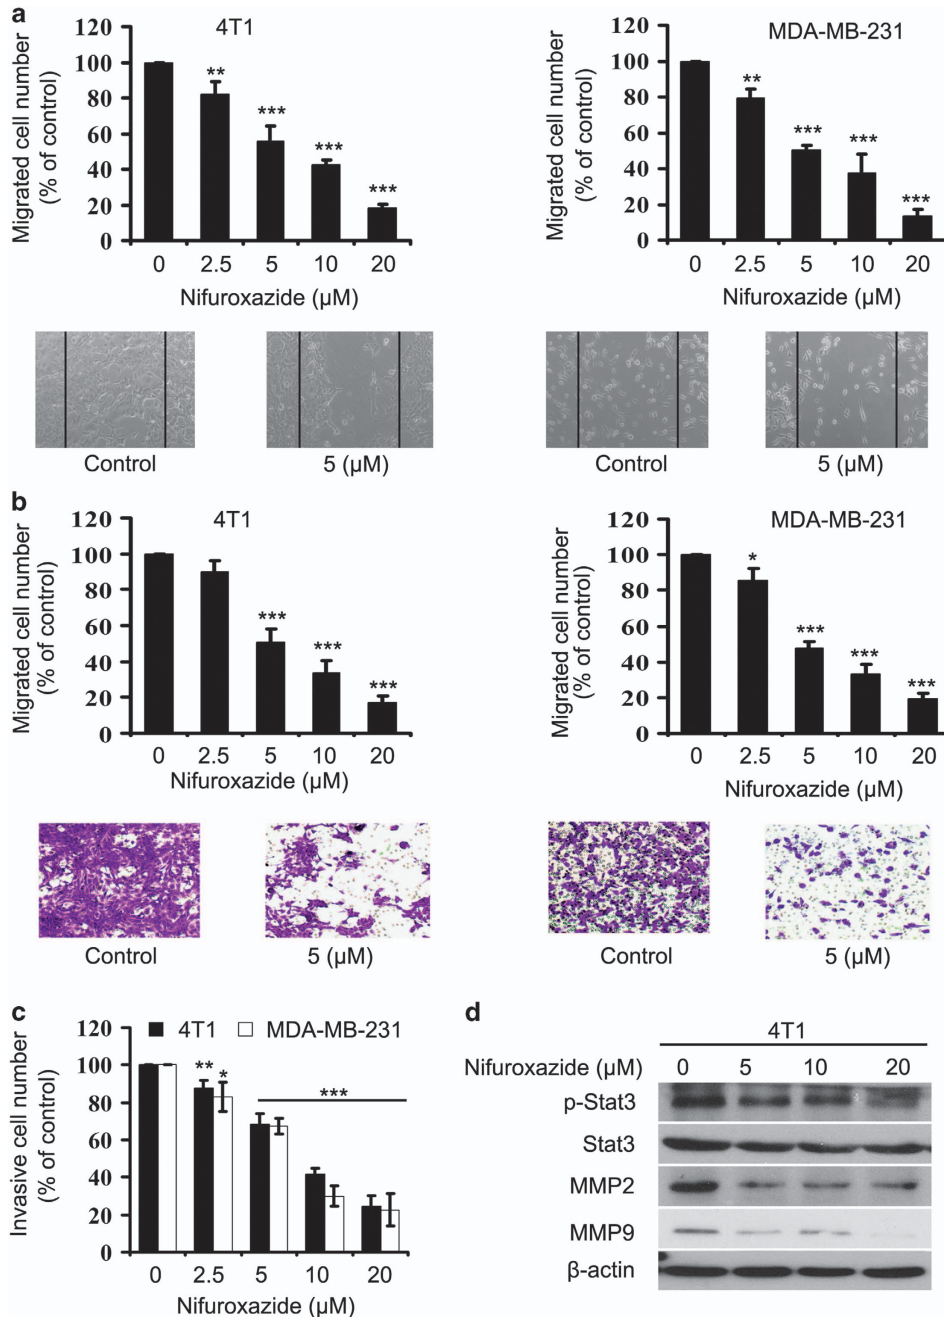 a
4T1
MDA-MB-231
Migrated cell number
(% of control)
120
100
80
60
40
20
0
**
***
***
***
0 2.5 5 10 20
Nifuroxazide (µM)
Migrated cell number
(% of control)
120
100
80
60
40
20
0
**
***
***
***
0 2.5 5 10 20
Nifuroxazide (µM)
Control
5 (µM)
Control
5 (µM)
b
4T1
MDA-MB-231
Migrated cell number
(% of control)
120
100
80
60
40
20
0
***
***
***
0 2.5 5 10 20
Nifuroxazide (µM)
Migrated cell number
(% of control)
120
100
80
60
40
20
0
*
***
***
***
0 2.5 5 10 20
Nifuroxazide (µM)
Control
5 (µM)
Control
5 (µM)
c
4T1 MDA-MB-231
Invasive cell number
(% of control)
120
100
80
60
40
20
0
**
*
***
0 2.5 5 10 20
Nifuroxazide (µM)
d
4T1
Nifuroxazide (µM) 0 5 10 20
p-Stat3
Stat3
MMP2
MMP9
β-actin